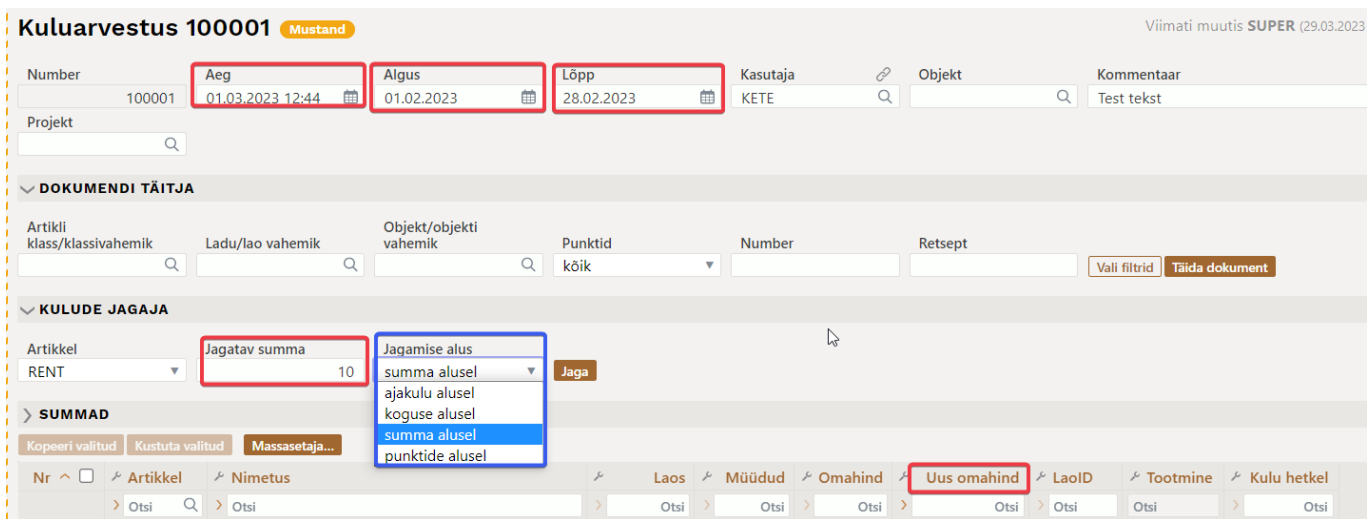 Kuluarvestus 100001 Mustand
Viimati muutis SUPER (29.03.2023
Number Aeg Algus Lõpp Kasutaja Objekt Kommentaar
100001 01.03.2023 12:44 01.02.2023 28.02.2023 KETE Test tekst
Projekt
DOKUMENDI TÄITJA
Artikli
klass/klassivahemik Ladu/lao vahemik Objekt/objekti
vahemik Punktid Number Retsept
kõik Vali filtrid Täida dokument
KULUDE JAGAJA
Artikkel Jagatav summa Jagamise alus
RENT 10 summa alusel Jaga
ajakulu alusel
koguse alusel
summa alusel
punktide alusel
SUMMAD
Kopeeri valitud Kustuta valitud Massasetaja...
Nr Artikkel Nimetus Laos Müüdud Omahind Uus omahind LaoID Tootmine Kulu hetkel
Otsi Otsi Otsi Otsi Otsi Otsi Otsi Otsi Otsi